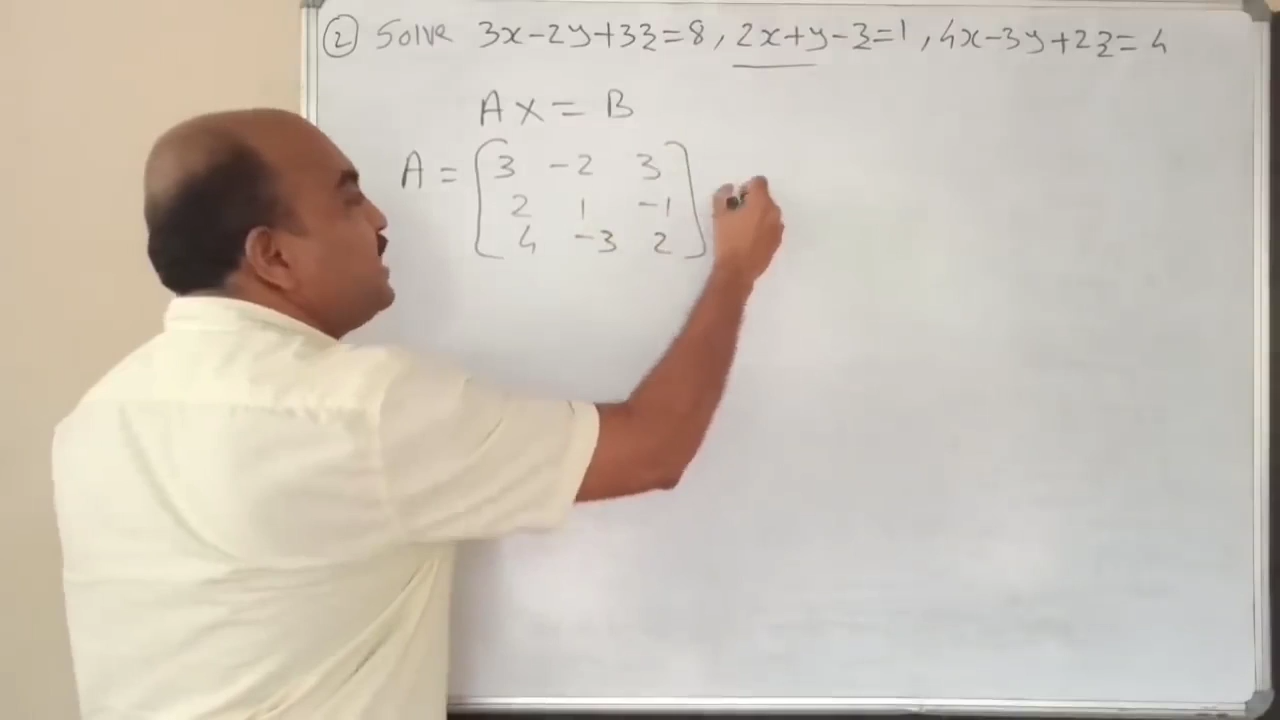 ② Solve 3x-2y+3z=8, 2x+y-z=1, 4x-3y+2z=4
AX=B
A = [3 -2 3
2 1 -1
4 -3 2]